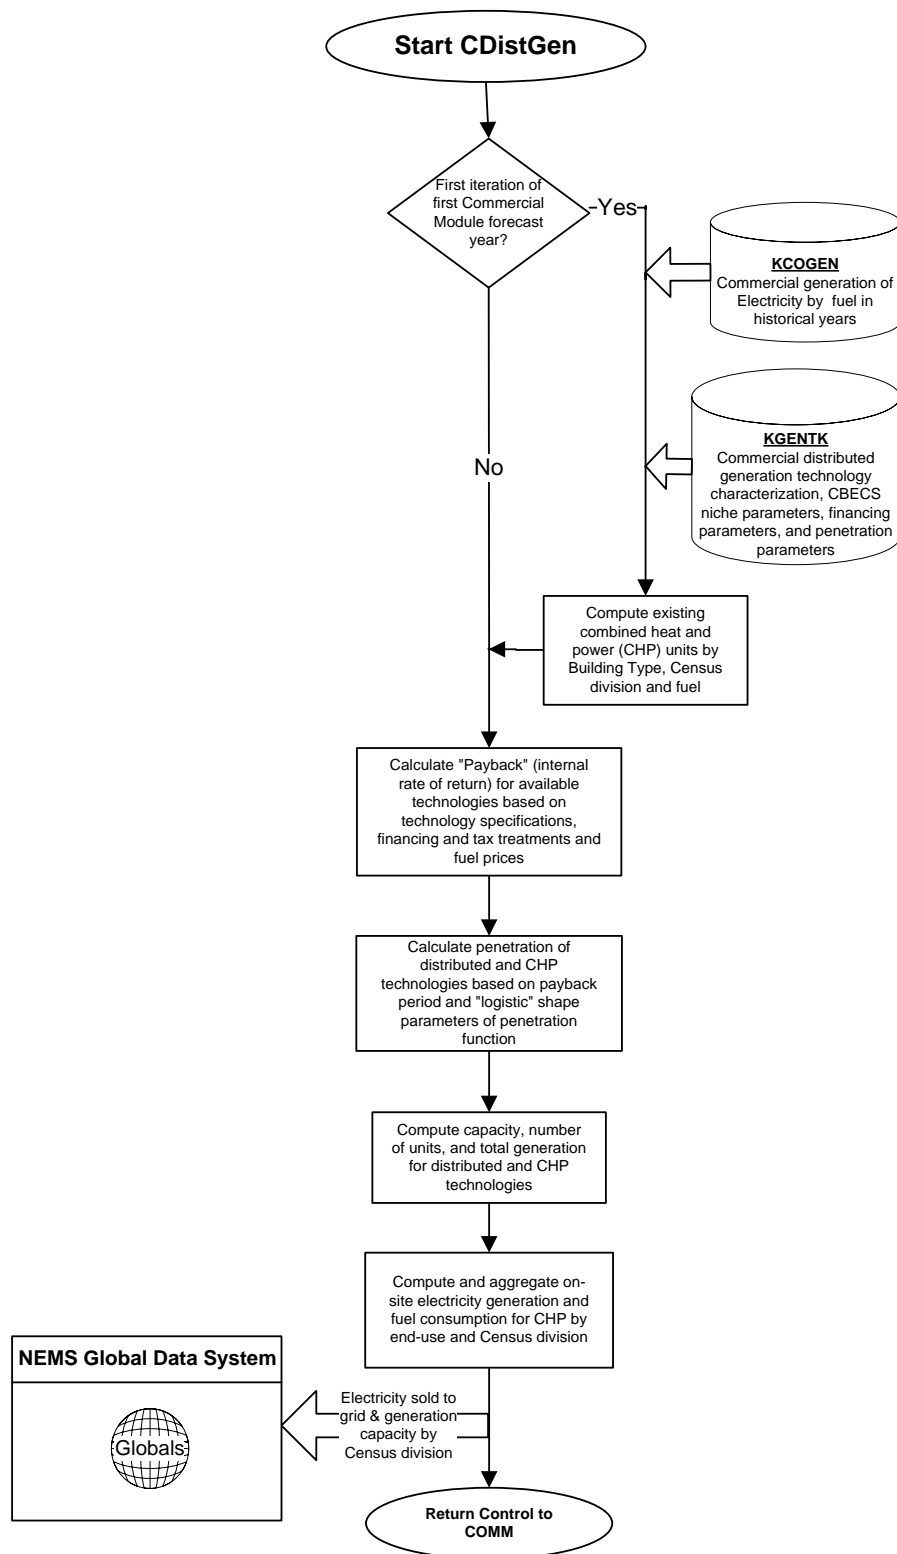 Start CDistGen
First iteration of
first Commercial
Module forecast
year?
Yes
KCOGEN
Commercial generation of
Electricity by fuel in
historical years
KGENTK
Commercial distributed
generation technology
characterization, CBECS
niche parameters, financing
parameters, and penetration
parameters
No
Compute existing
combined heat and
power (CHP) units by
Building Type, Census
division and fuel
Calculate "Payback" (internal
rate of return) for available
technologies based on
technology specifications,
financing and tax treatments and
fuel prices
Calculate penetration of
distributed and CHP
technologies based on payback
period and "logistic" shape
parameters of penetration
function
Compute capacity, number
of units, and total generation
for distributed and CHP
technologies
Compute and aggregate on-
site electricity generation and
fuel consumption for CHP by
end-use and Census division
NEMS Global Data System
Globals
Electricity sold to
grid & generation
capacity by
Census division
Return Control to
COMM